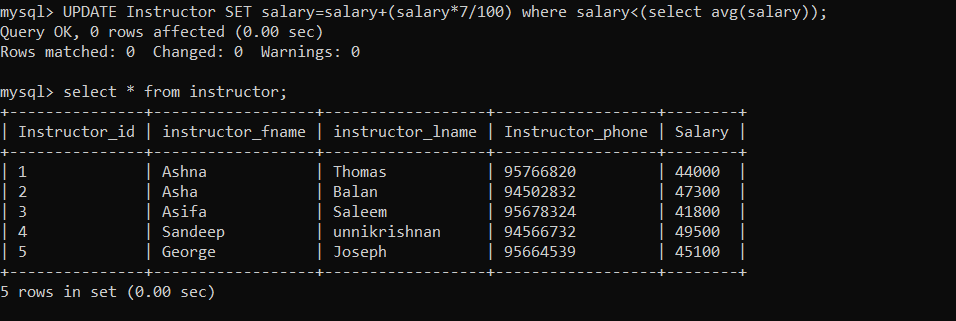 mysql> UPDATE Instructor SET salary=salary+(salary*7/100) where salary<(select avg(salary));
Query OK, 0 rows affected (0.00 sec)
Rows matched: 0  Changed: 0  Warnings: 0
mysql> select * from instructor;
+---------------+------------------+------------------+------------------+--------+
| Instructor_id | instructor_fname | instructor_lname | Instructor_phone | Salary |
+---------------+------------------+------------------+------------------+--------+
| 1             | Ashna            | Thomas           | 95766820         | 44000  |
| 2             | Asha             | Balan            | 94502832         | 47300  |
| 3             | Asifa            | Saleem           | 95678324         | 41800  |
| 4             | Sandeep          | unnikrishnan     | 94566732         | 49500  |
| 5             | George           | Joseph           | 95664539         | 45100  |
+---------------+------------------+------------------+------------------+--------+
5 rows in set (0.00 sec)